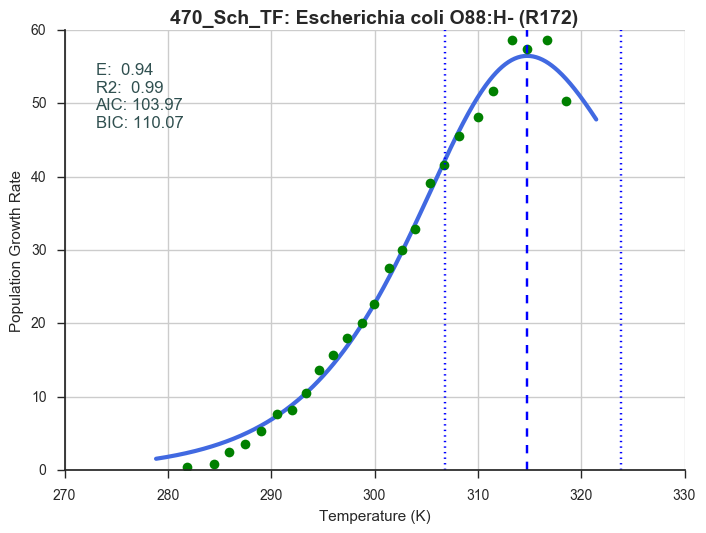 470_Sch_TF: Escherichia coli O88:H- (R172)
E: 0.94
R2: 0.99
AIC: 103.97
BIC: 110.07
Population Growth Rate
60
50
40
30
20
10
0
270 280 290 300 310 320 330
Temperature (K)